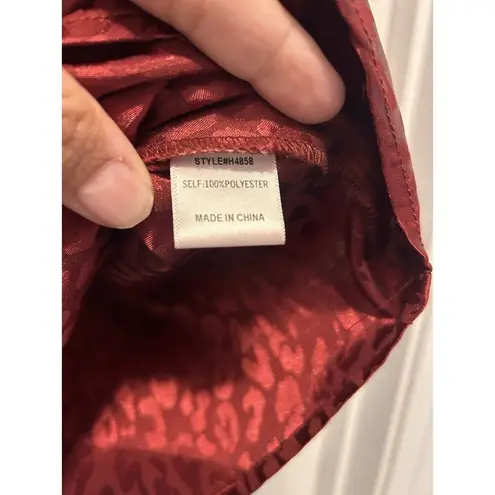 STYLE#H4858
SELF:100%POLYESTER
MADE IN CHINA